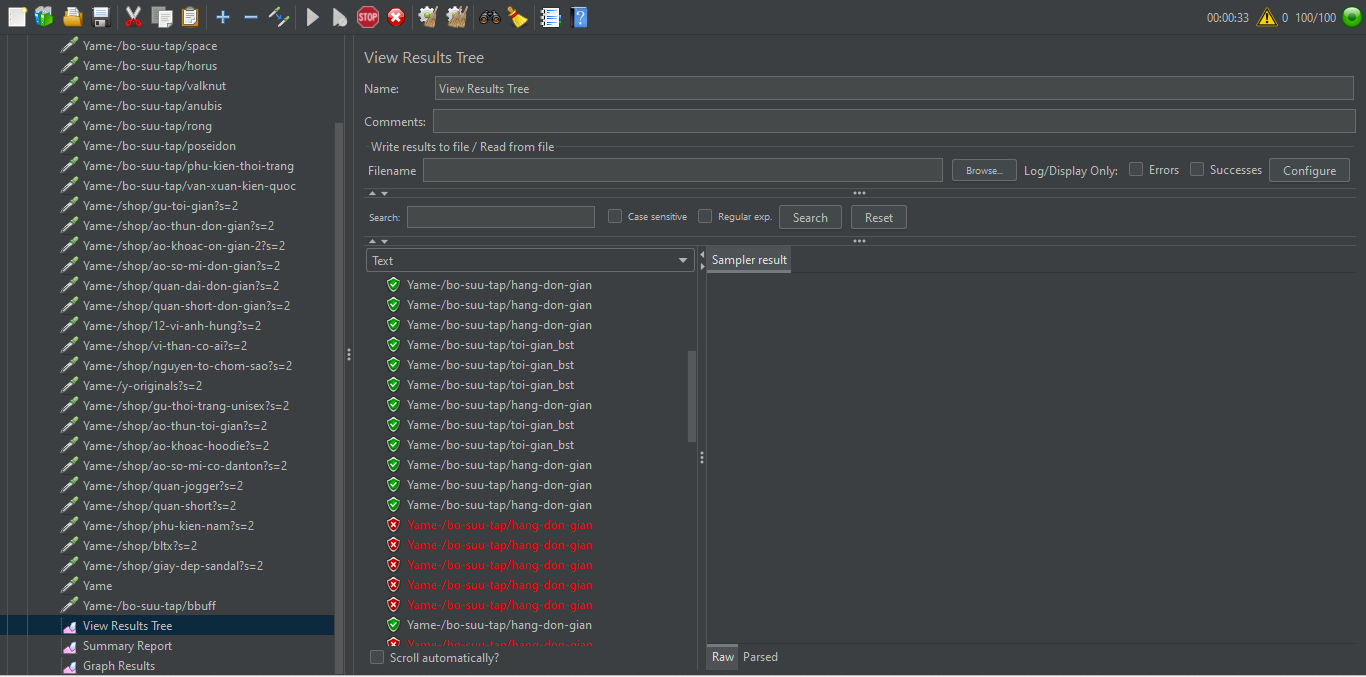 STOP
?
00:00:33 0 100/100
Yame-/bo-suu-tap/space
Yame-/bo-suu-tap/horus
Yame-/bo-suu-tap/valknut
Yame-/bo-suu-tap/anubis
Yame-/bo-suu-tap/rong
Yame-/bo-suu-tap/poseidon
Yame-/bo-suu-tap/phu-kien-thoi-trang
Yame-/bo-suu-tap/van-xuan-kien-quoc
Yame-/shop/gu-toi-gian?s=2
Yame-/shop/ao-thun-don-gian?s=2
Yame-/shop/ao-khoac-on-gian-2?s=2
Yame-/shop/ao-so-mi-don-gian?s=2
Yame-/shop/quan-dai-don-gian?s=2
Yame-/shop/quan-short-don-gian?s=2
Yame-/shop/12-vi-anh-hung?s=2
Yame-/shop/vi-than-co-ai?s=2
Yame-/shop/nguyen-to-chom-sao?s=2
Yame-/y-originals?s=2
Yame-/shop/gu-thoi-trang-unisex?s=2
Yame-/shop/ao-thun-toi-gian?s=2
Yame-/shop/ao-khoac-hoodie?s=2
Yame-/shop/ao-so-mi-co-danton?s=2
Yame-/shop/quan-jogger?s=2
Yame-/shop/quan-short?s=2
Yame-/shop/phu-kien-nam?s=2
Yame-/shop/bltx?s=2
Yame-/shop/giay-dep-sandal?s=2
Yame
Yame-/bo-suu-tap/bbuff
View Results Tree
Summary Report
Graph Results
View Results Tree
Name: View Results Tree
Comments:
Write results to file / Read from file
Filename Browse... Log/Display Only: Errors Successes Configure
Search: Case sensitive Regular exp. Search Reset
Text
Yame-/bo-suu-tap/hang-don-gian
Yame-/bo-suu-tap/hang-don-gian
Yame-/bo-suu-tap/hang-don-gian
Yame-/bo-suu-tap/toi-gian_bst
Yame-/bo-suu-tap/toi-gian_bst
Yame-/bo-suu-tap/toi-gian_bst
Yame-/bo-suu-tap/hang-don-gian
Yame-/bo-suu-tap/toi-gian_bst
Yame-/bo-suu-tap/toi-gian_bst
Yame-/bo-suu-tap/hang-don-gian
Yame-/bo-suu-tap/hang-don-gian
Yame-/bo-suu-tap/hang-don-gian
Yame-/bo-suu-tap/hang-don-gian
Yame-/bo-suu-tap/hang-don-gian
Yame-/bo-suu-tap/hang-don-gian
Yame-/bo-suu-tap/hang-don-gian
Yame-/bo-suu-tap/hang-don-gian
Yame-/bo-suu-tap/hang-don-gian
Yame-/bo-suu-tap/hang-don-gian
Scroll automatically?
Sampler result
Raw Parsed